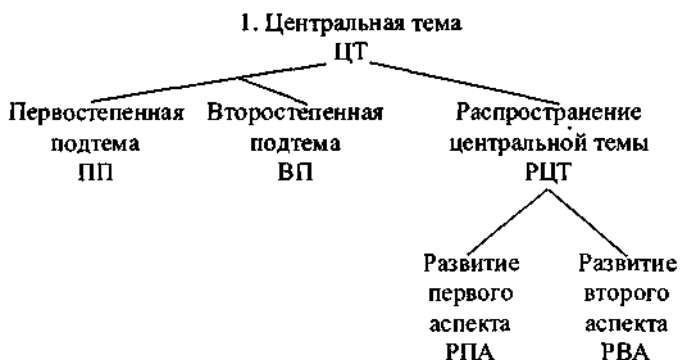 1. Центральная тема
ЦТ
Первостепенная Второстепенная Распространение
подтема подтема центральной темы
ПП ВП РЦТ
Развитие Развитие
первого второго
аспекта аспекта
РПА РВА